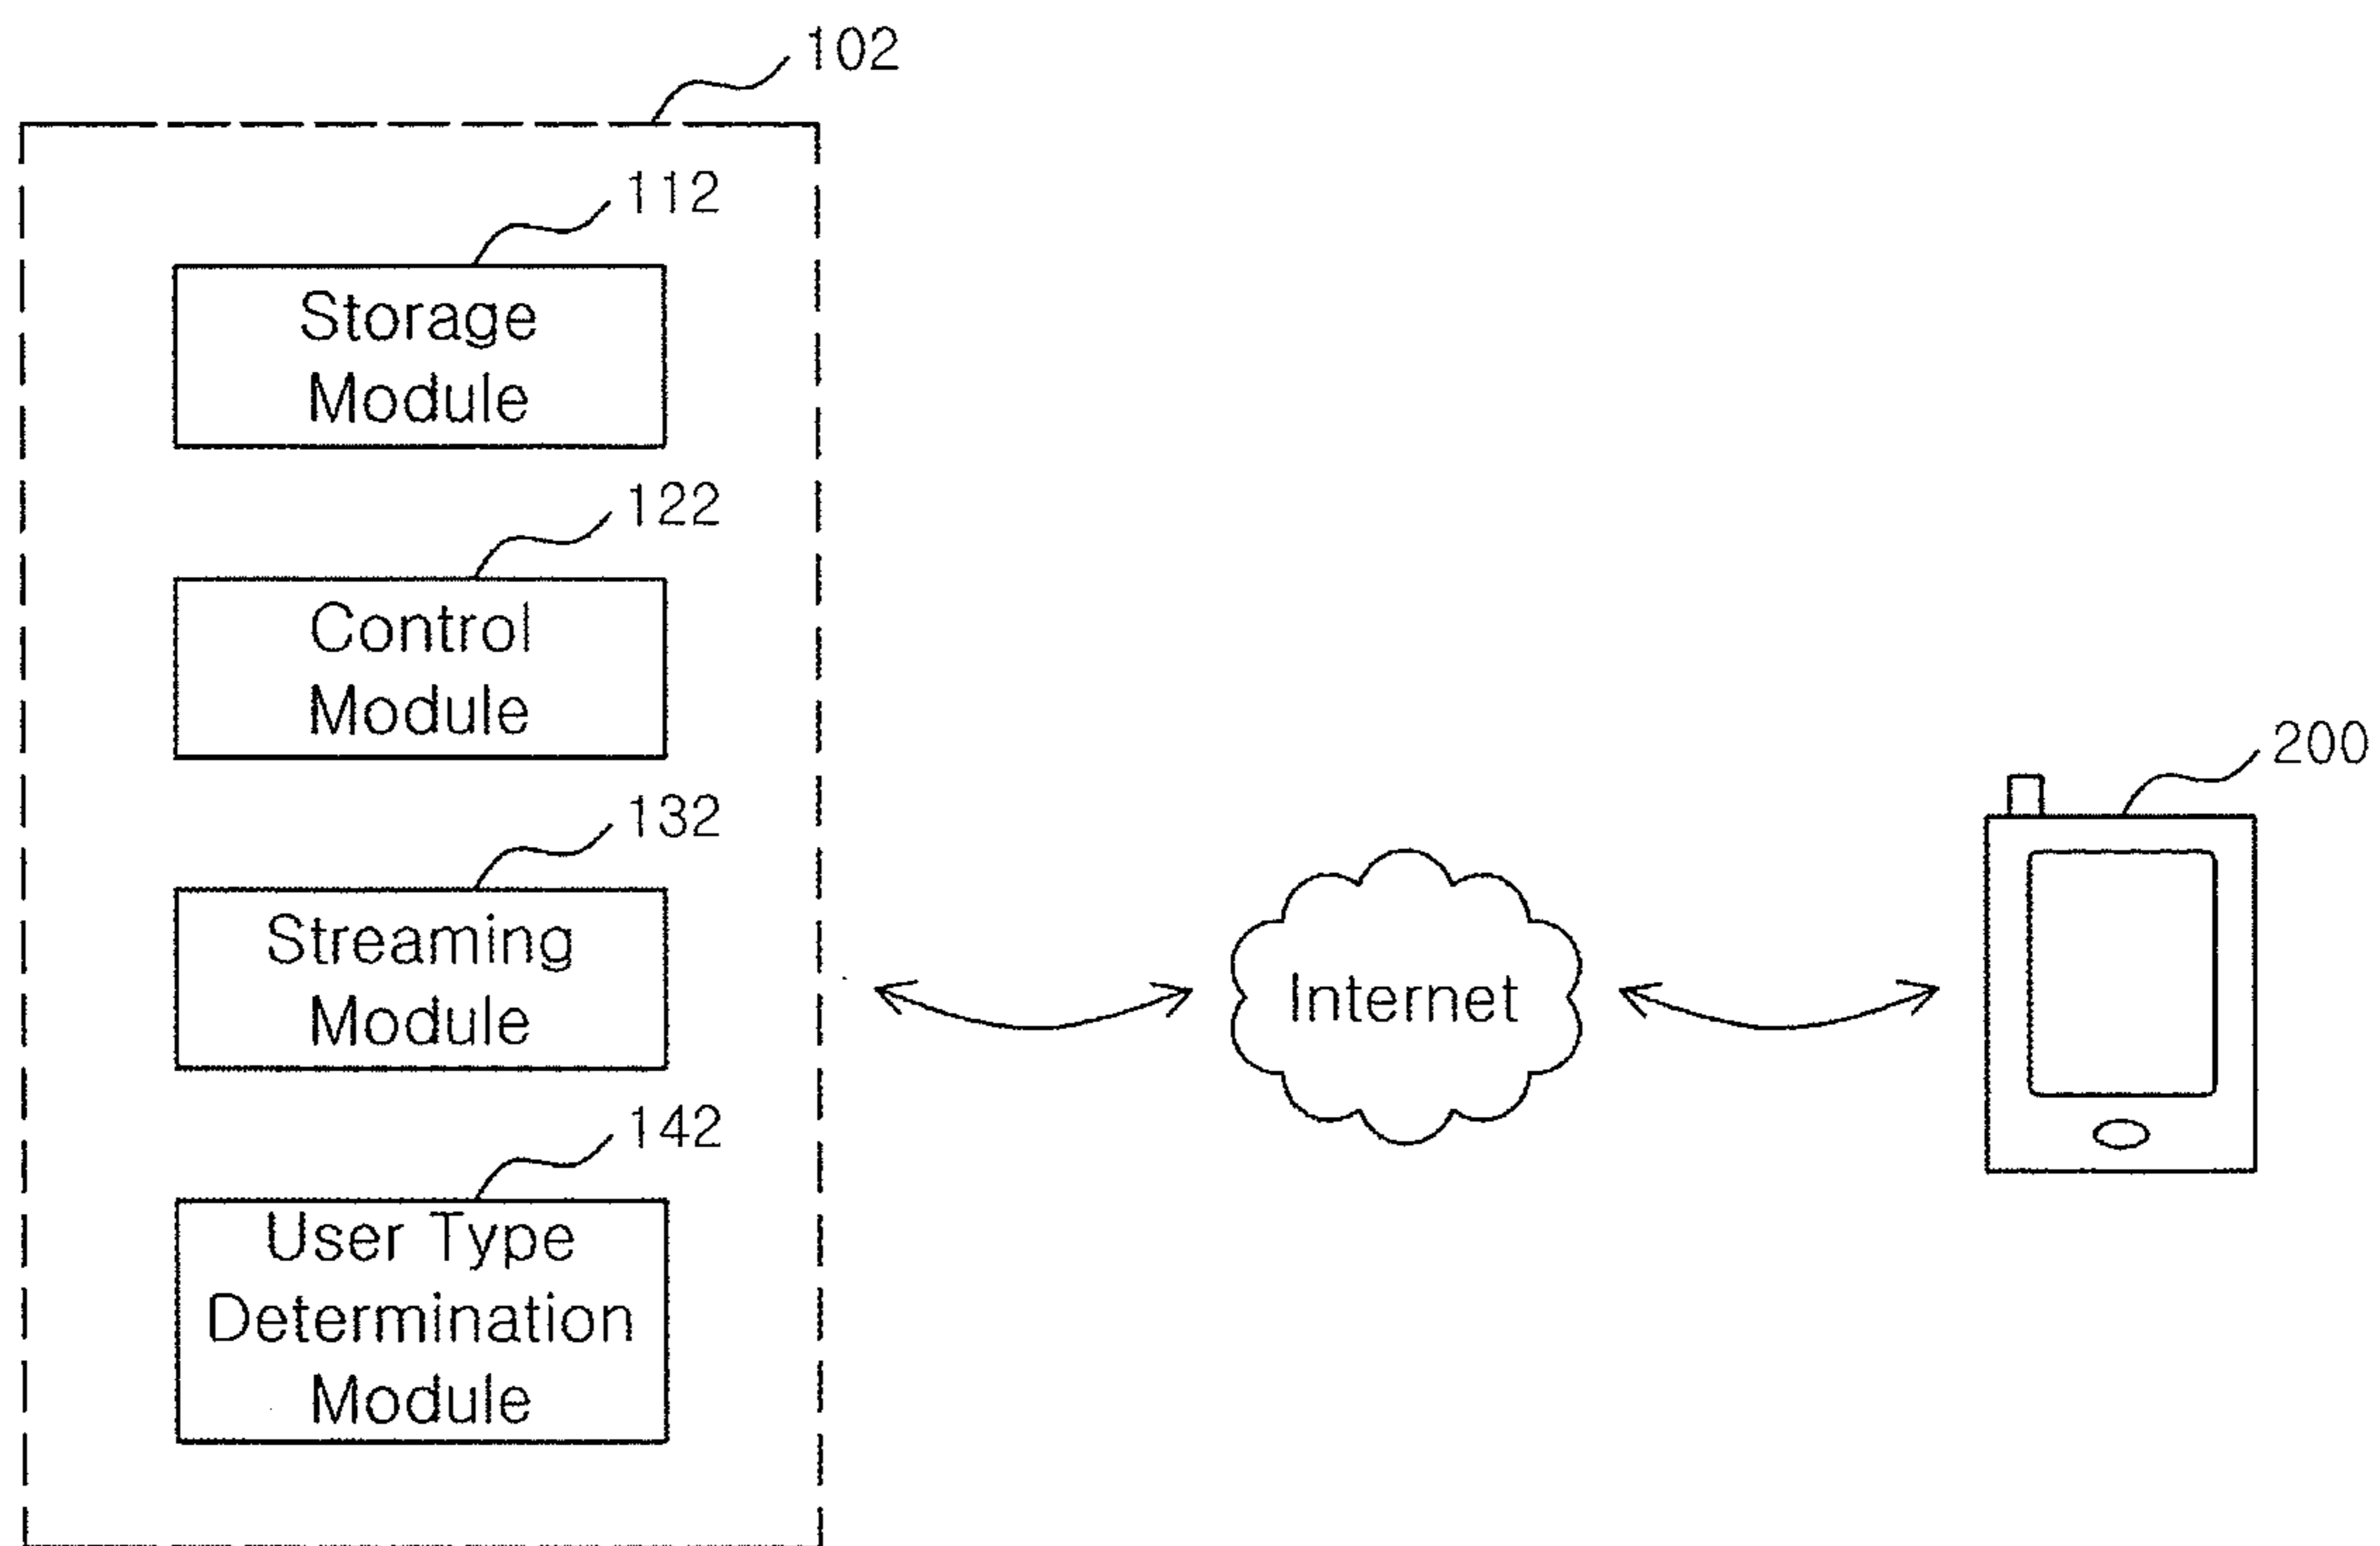 102
112
Storage
Module
122
Control
Module
132
Streaming
Module
142
User Type
Determination
Module
Internet
200